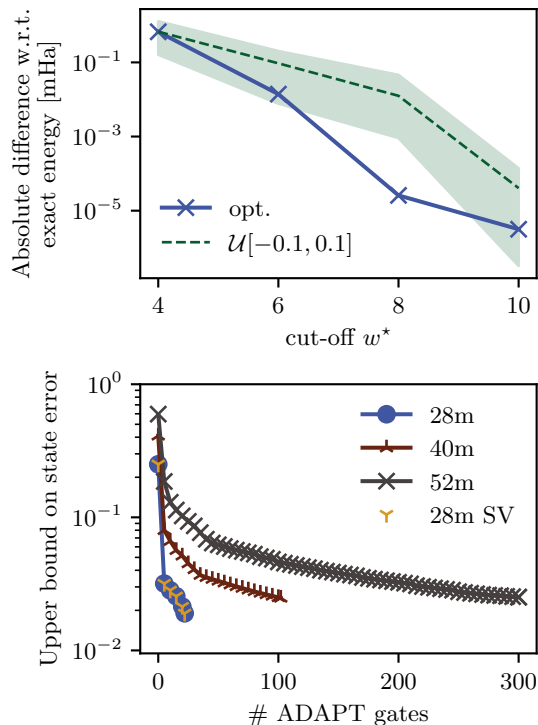 Absolute difference w.r.t.
exact energy [mHa]
10⁻¹
10⁻³
10⁻⁵
opt.
𝒰[−0.1, 0.1]
4
6
8
10
cut-off w⋆
Upper bound on state error
10⁰
10⁻¹
10⁻²
28m
40m
52m
28m SV
0
100
200
300
# ADAPT gates